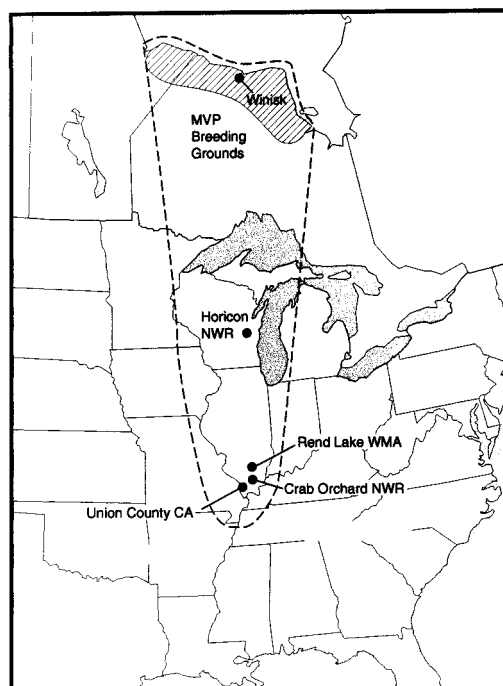 Winisk
MVP
Breeding
Grounds
Horicon
NWR
Rend Lake WMA
Crab Orchard NWR
Union County CA